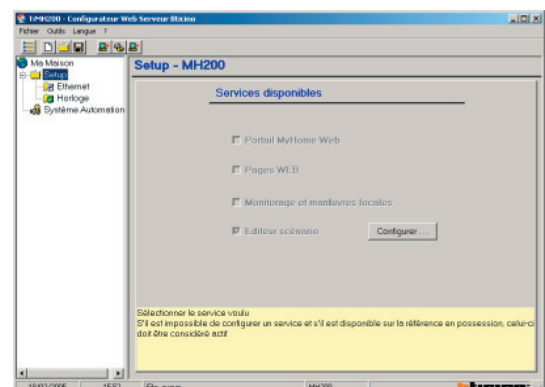 TiMH200 - Configurateur Web Serveur Bticino
Fichier Outils Langue ?
Ma Maison
Setup
Ethernet
Horloge
Système Automation
Setup - MH200
Services disponibles
Portail MyHome Web
Pages WEB
Monitorage et manœuvres locales
Editeur scénario
Configurer ...
Sélectionner le service voulu
S'il est impossible de configurer un service et s'il est disponible sur la référence en possession, celui-ci
doit être considéré actif
15:53
MH200